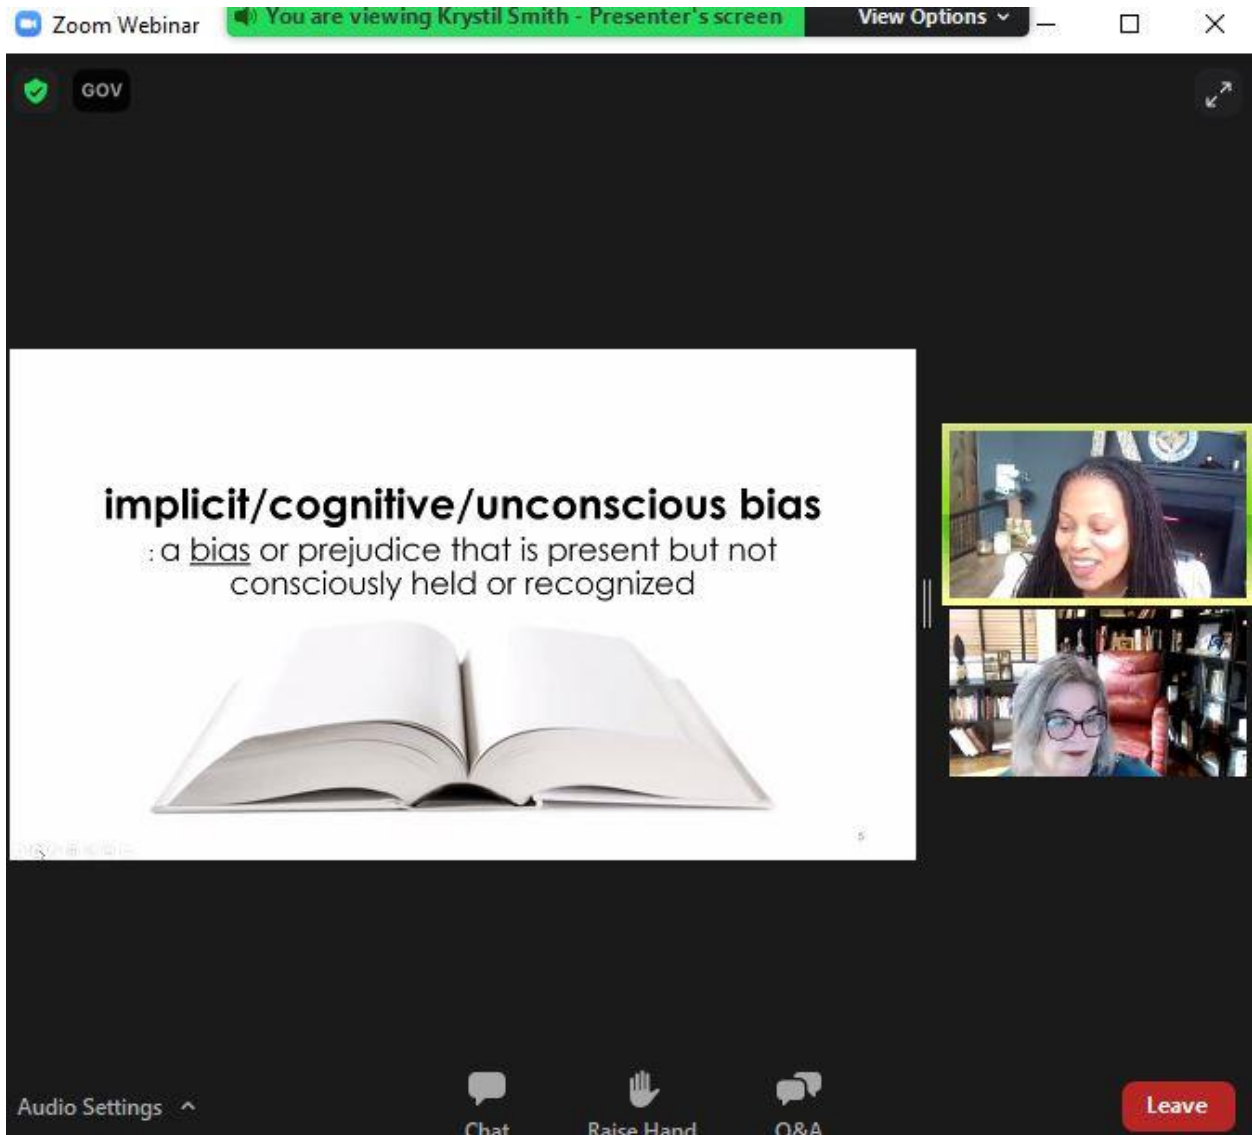 Zoom Webinar
You are viewing Krystil Smith - Presenter's screen
View Options
GOV
implicit/cognitive/unconscious bias
: a bias or prejudice that is present but not
consciously held or recognized
5
Audio Settings
Chat
Raise Hand
Q&A
Leave